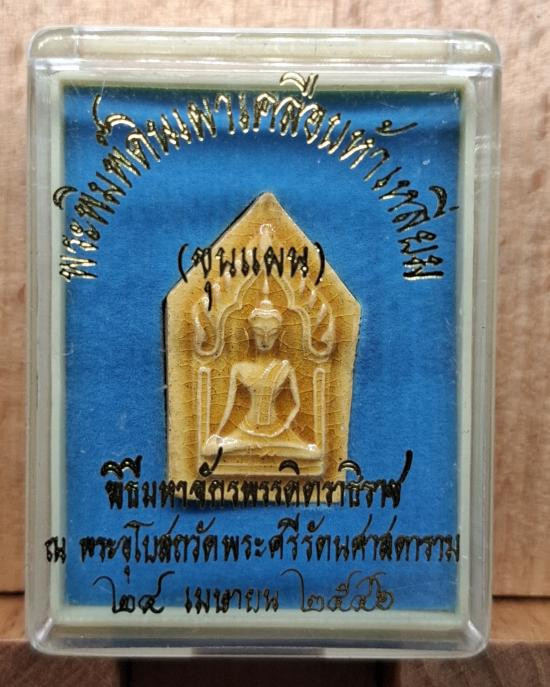 พระพิมพ์ดินเผาเคลือบห้าเหลี่ยม
(ขุนแผน)
พิธีมหาจักรพรรดิตราธิราช
ณ พระอุโบสถวัดพระศรีรัตนศาสดาราม
๒๔ เมษายน ๒๕๔๖